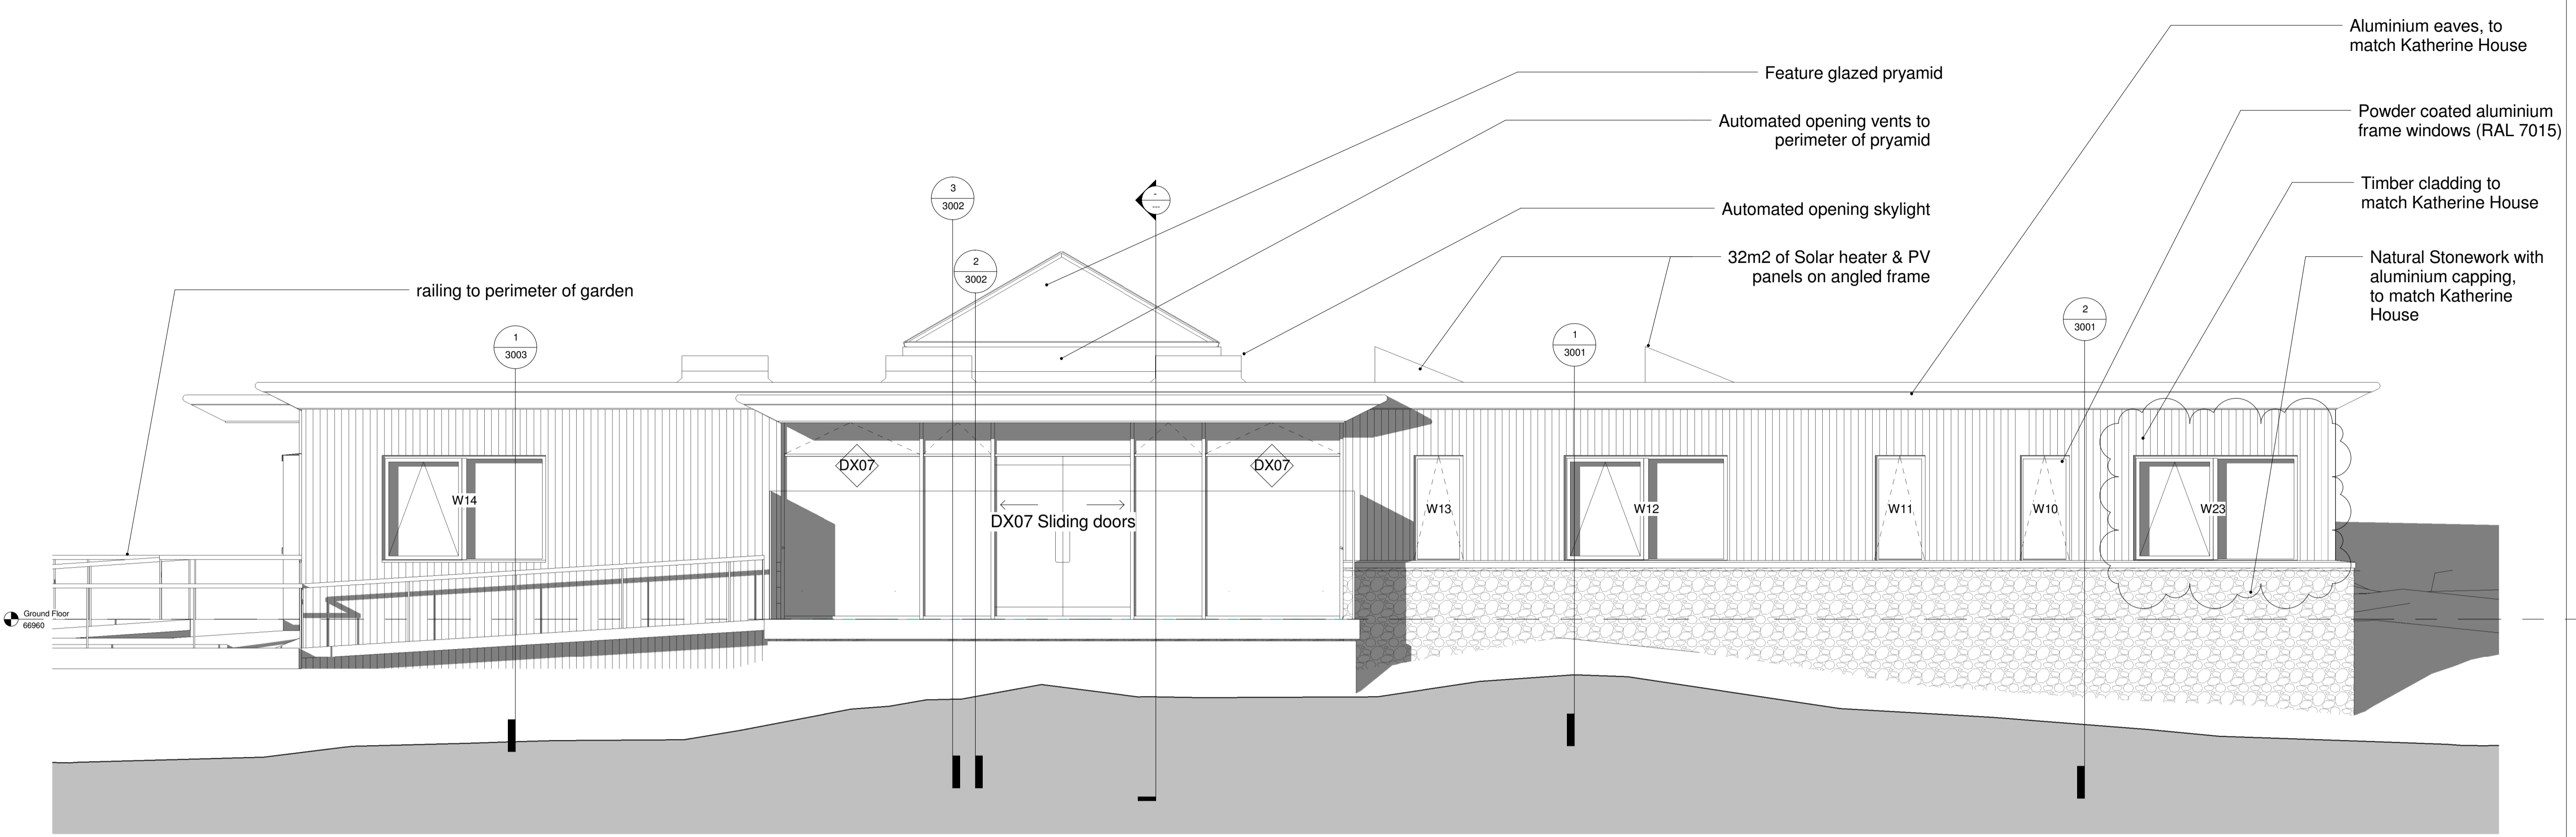 Aluminium eaves, to
match Katherine House
Feature glazed pryamid
Powder coated aluminium
frame windows (RAL 7015)
Automated opening vents to
perimeter of pryamid
Timber cladding to
match Katherine House
Automated opening skylight
Natural Stonework with
aluminium capping,
to match Katherine
House
32m2 of Solar heater & PV
panels on angled frame
railing to perimeter of garden
3
3002
-
---
2
3002
1
3003
1
3001
2
3001
DX07
DX07
W14
DX07 Sliding doors
W13
W12
W11
W10
W23
Ground Floor
66960